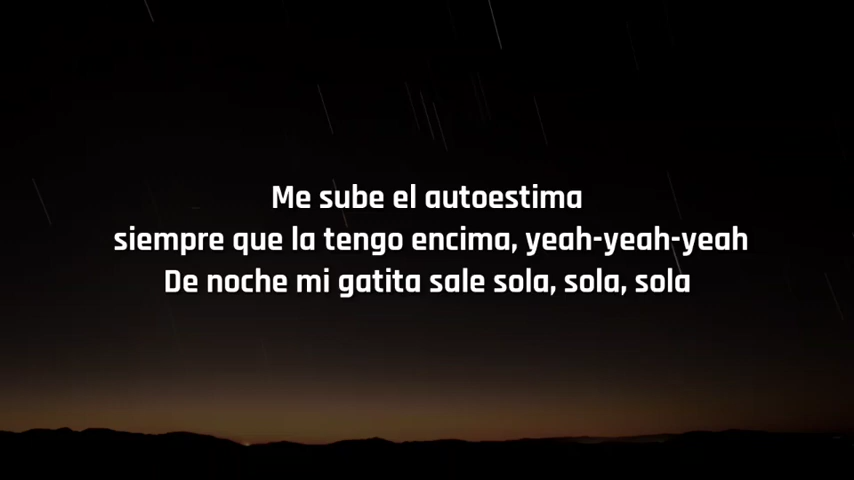 Me sube el autoestima
siempre que la tengo encima, yeah-yeah-yeah
De noche mi gatita sale sola, sola, sola